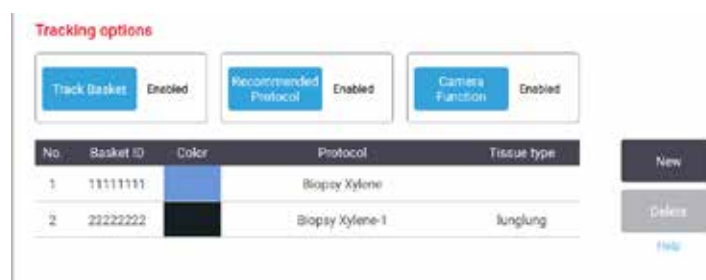 Tracking options
Track Basket Enabled
Recommended Protocol Enabled
Camera Function Enabled
No. Basket ID Color Protocol Tissue type
1 11111111 Biopsy Xylene
2 22222222 Biopsy Xylene-1 lunglung
New
Delete
Help